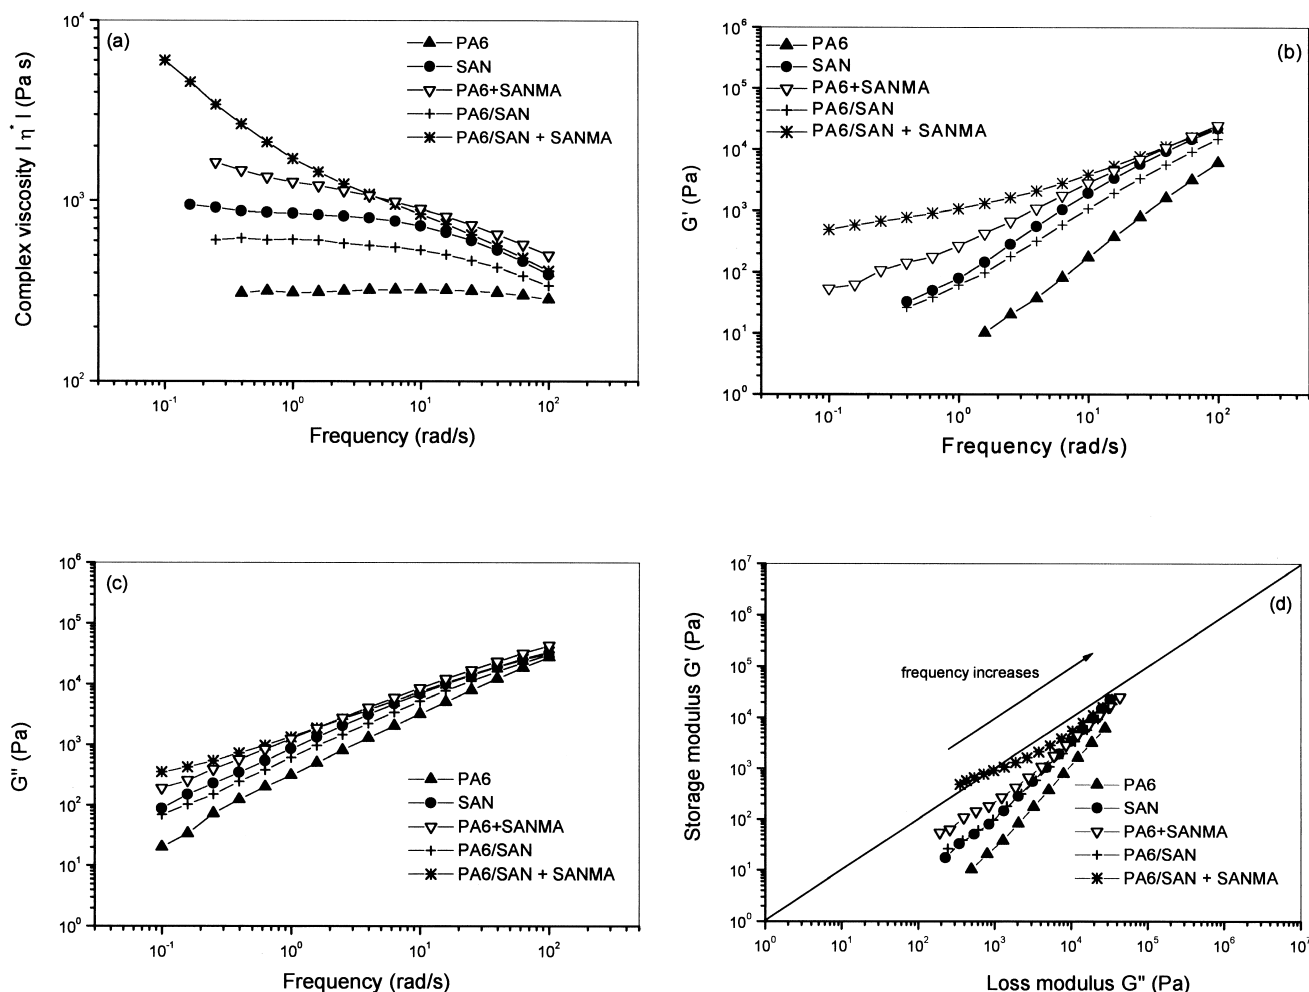 (a)
10⁴
10³
10²
Complex viscosity | η* | (Pa s)
PA6
SAN
PA6+SANMA
PA6/SAN
PA6/SAN + SANMA
10⁻¹ 10⁰ 10¹ 10²
Frequency (rad/s)
(b)
10⁶
10⁵
10⁴
10³
10²
10¹
10⁰
G' (Pa)
PA6
SAN
PA6+SANMA
PA6/SAN
PA6/SAN + SANMA
10⁻¹ 10⁰ 10¹ 10²
Frequency (rad/s)
(c)
10⁶
10⁵
10⁴
10³
10²
10¹
10⁰
G" (Pa)
PA6
SAN
PA6+SANMA
PA6/SAN
PA6/SAN + SANMA
10⁻¹ 10⁰ 10¹ 10²
Frequency (rad/s)
(d)
10⁷
10⁶
10⁵
10⁴
10³
10²
10¹
10⁰
Storage modulus G' (Pa)
frequency increases
PA6
SAN
PA6+SANMA
PA6/SAN
PA6/SAN + SANMA
10⁰ 10¹ 10² 10³ 10⁴ 10⁵ 10⁶ 10⁷
Loss modulus G" (Pa)